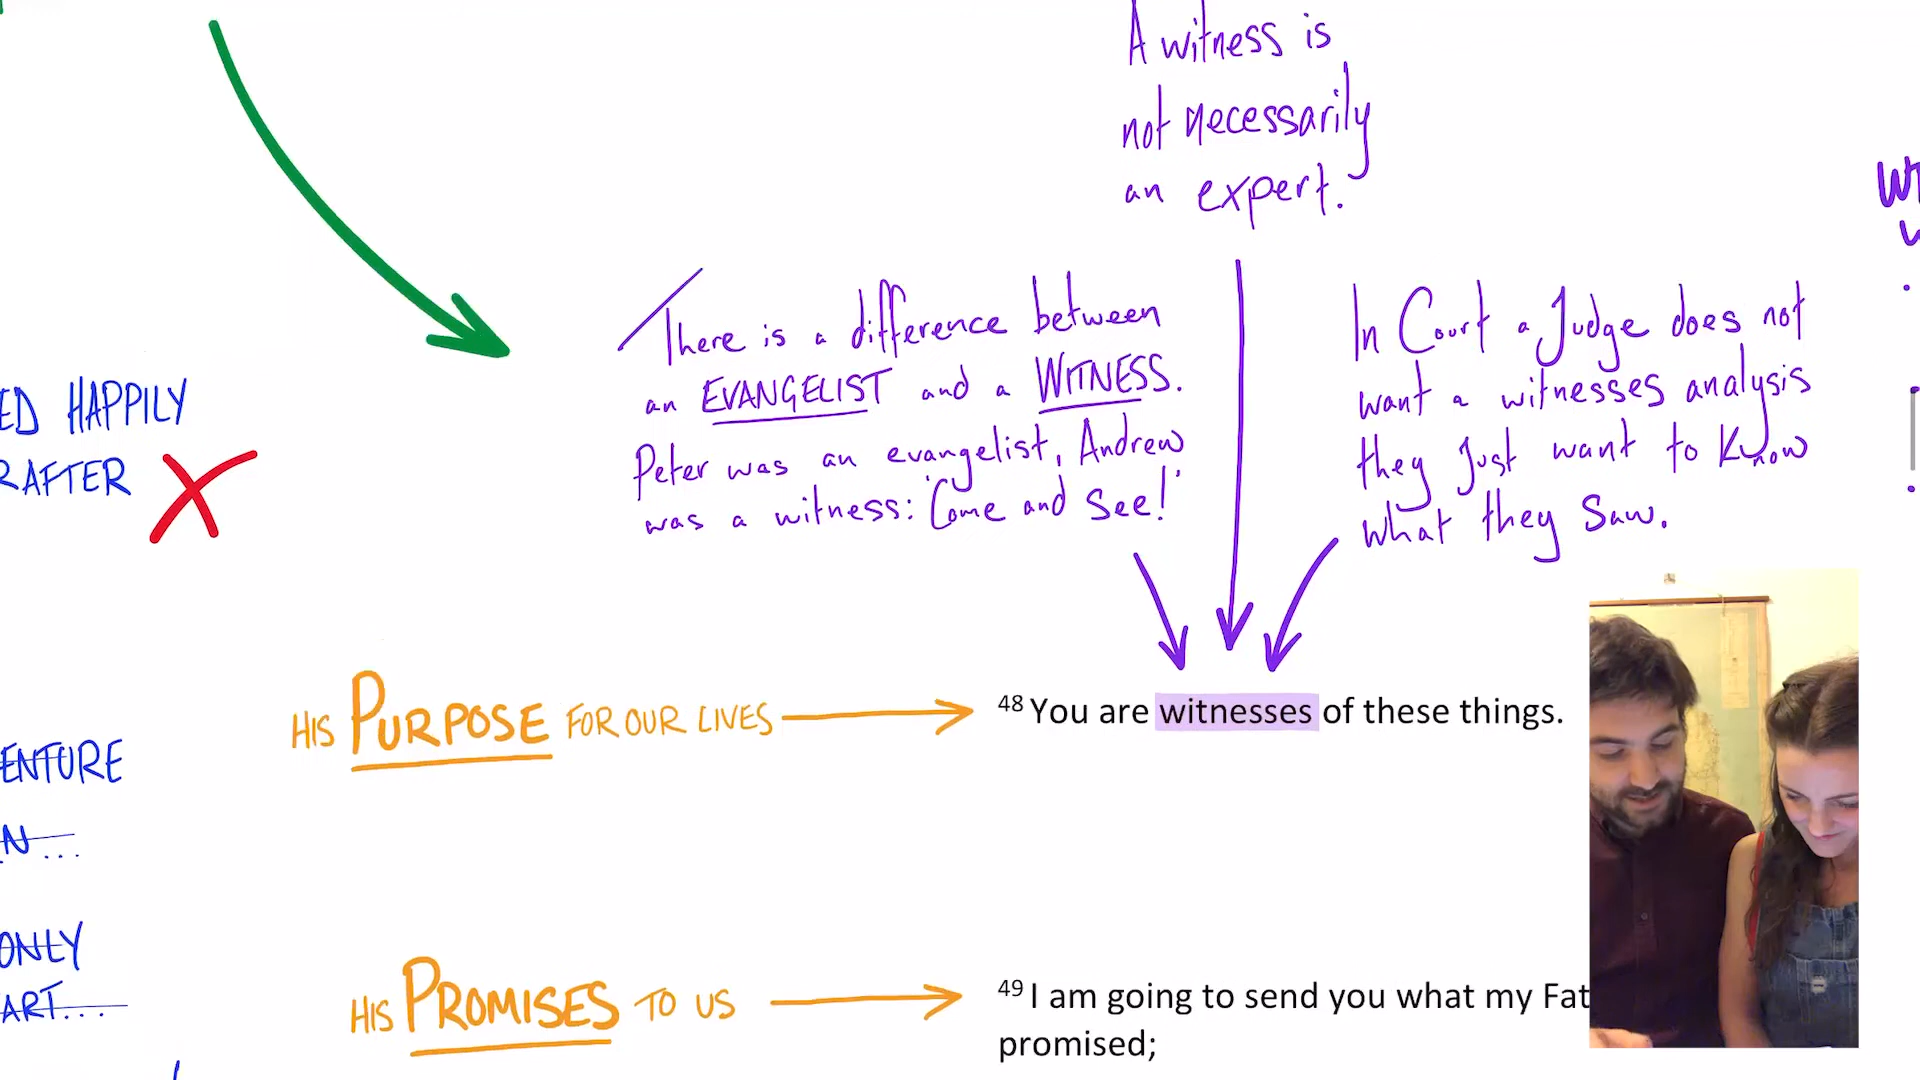 A witness is
not necessarily
an expert.
There is a difference between
an EVANGELIST and a WITNESS.
Peter was an evangelist, Andrew
was a witness: 'Come and See!'
In Court a Judge does not
want a witnesses analysis
they just want to know
what they saw.
ED HAPPILY
RAFTER
HIS PURPOSE FOR OUR LIVES
48 You are witnesses of these things.
ENTURE
N...
ONLY
ART....
HIS PROMISES TO US
49 I am going to send you what my Fat
promised;